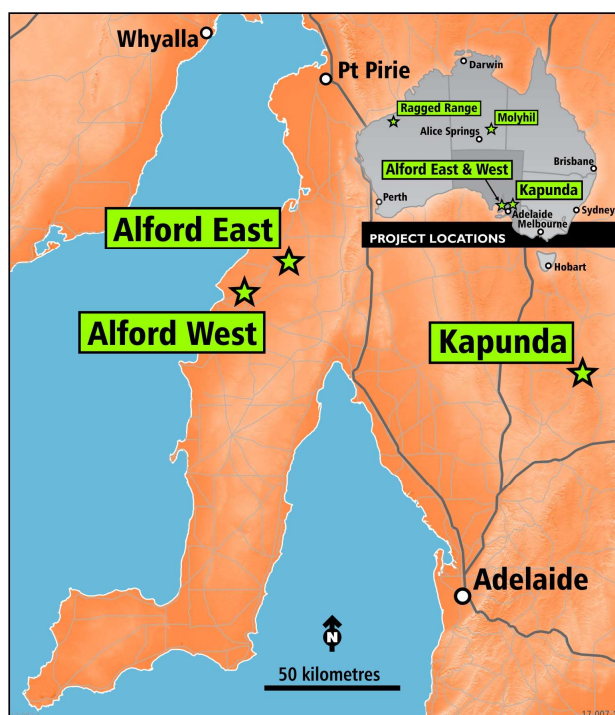 Whyalla
Pt Pirie
Darwin
Ragged Range
Molyhil
Alice Springs
Alford East & West
Brisbane
Kapunda
Perth
Adelaide
Sydney
Melbourne
PROJECT LOCATIONS
Hobart
Alford East
Alford West
Kapunda
Adelaide
N
50 kilometres